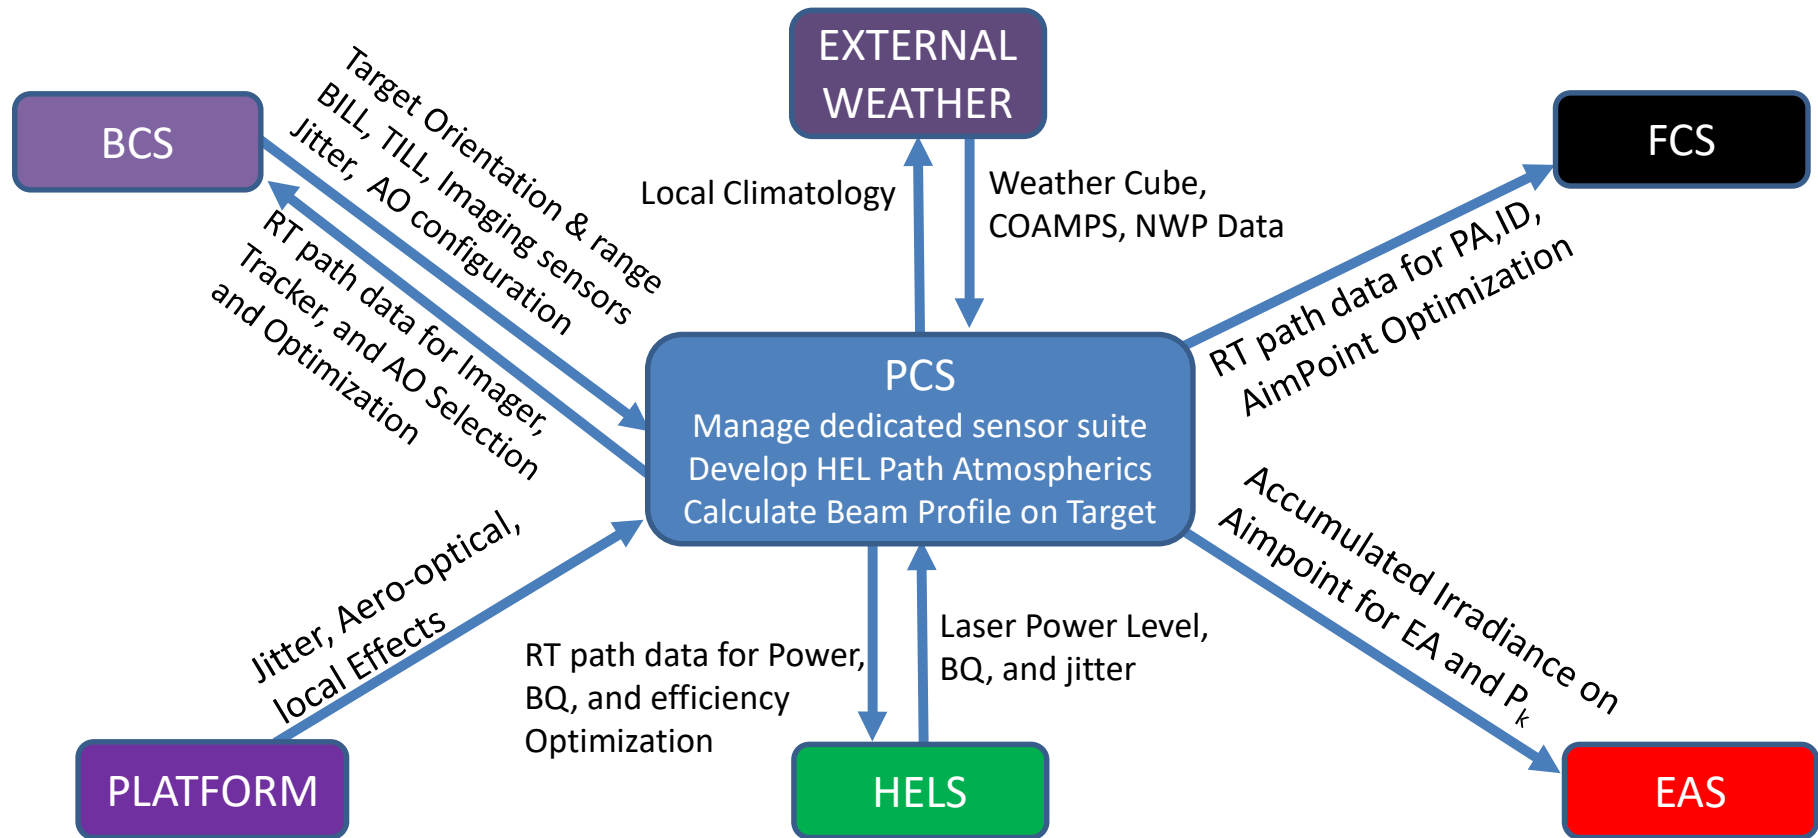 EXTERNAL
WEATHER
BCS
FCS
Target Orientation & range
BILL, TILL, Imaging sensors
Jitter, AO configuration
RT path data for Imager,
Tracker, and AO Selection
and Optimization
Local Climatology
Weather Cube,
COAMPS, NWP Data
RT path data for PA,ID,
AimPoint Optimization
PCS
Manage dedicated sensor suite
Develop HEL Path Atmospherics
Calculate Beam Profile on Target
Jitter, Aero-optical,
local Effects
RT path data for Power,
BQ, and efficiency
Optimization
Laser Power Level,
BQ, and jitter
Accumulated Irradiance on
Aimpoint for EA and Pk
PLATFORM
HELS
EAS